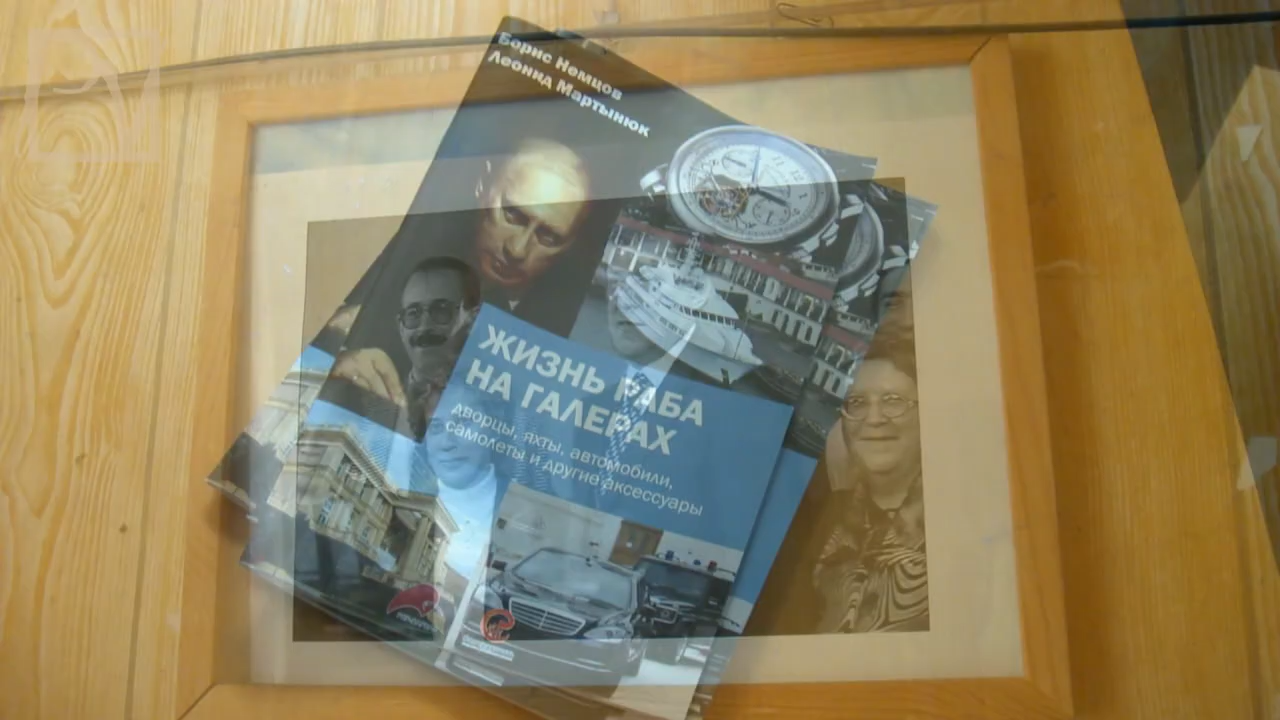 Борис Немцов
Леонид Мартынюк
ЖИЗНЬ РАБА
НА ГАЛЕРАХ
дворцы, яхты, автомобили,
самолеты и другие аксессуары